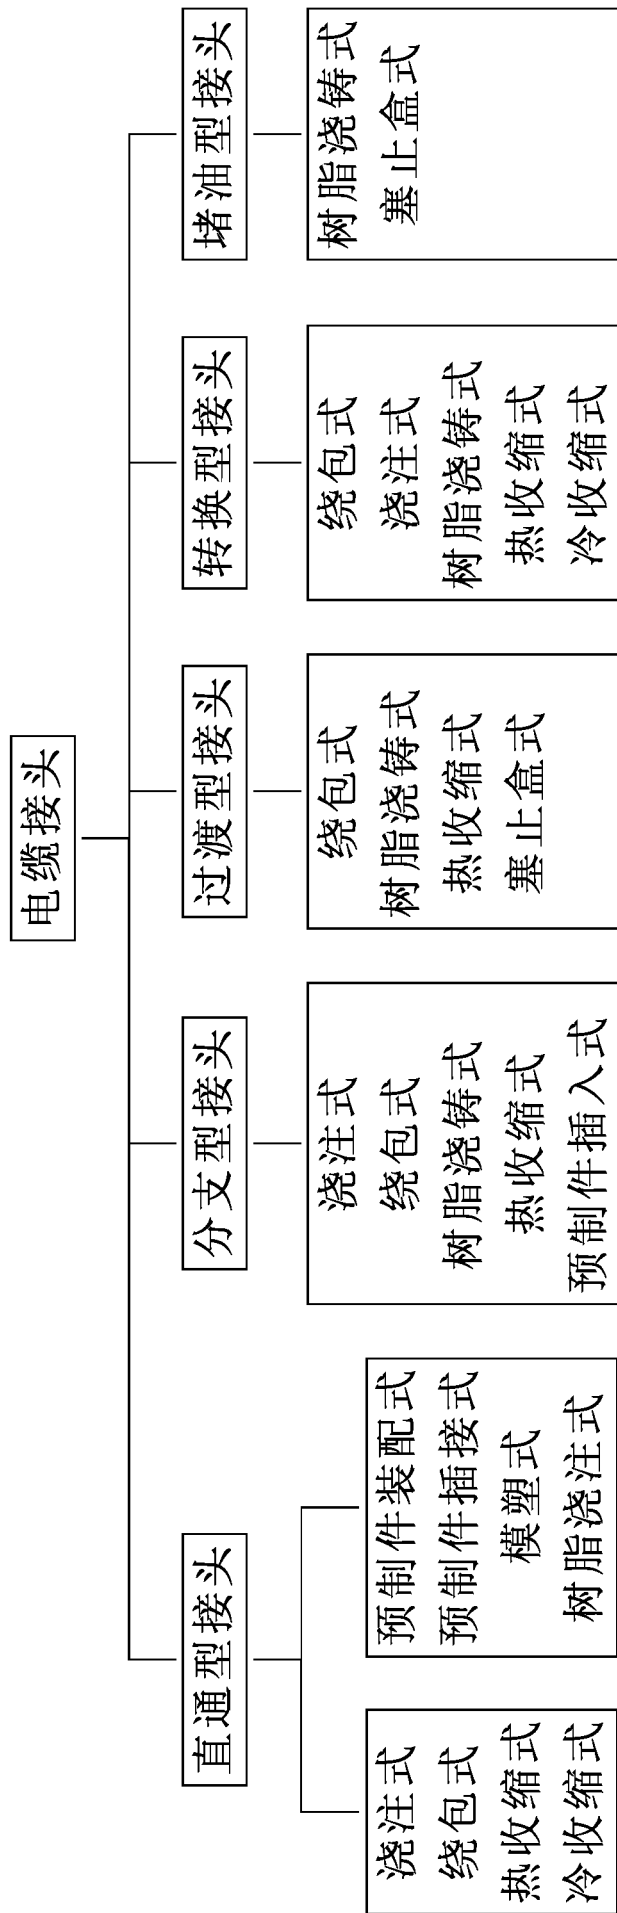 电缆接头
直通型接头
分支型接头
过渡型接头
转换型接头
堵油型接头
浇注式
绕包式
热收缩式
冷收缩式
预制件装配式
预制件插接式
模塑式
树脂浇注式
浇注式
绕包式
树脂浇铸式
热收缩式
预制件插入式
绕包式
树脂浇铸式
热收缩式
塞止盒式
绕包式
浇注式
树脂浇铸式
热收缩式
冷收缩式
树脂浇铸式
塞止盒式